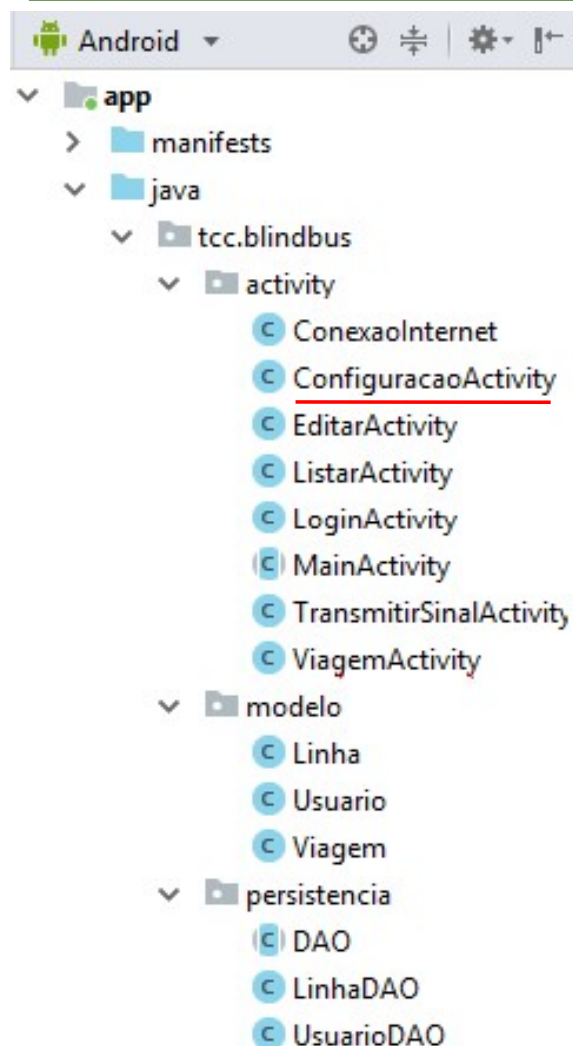 Android
app
manifests
java
tcc.blindbus
activity
C ConexaoInternet
C ConfiguracaoActivity
C EditarActivity
C ListarActivity
C LoginActivity
C MainActivity
C TransmitirSinalActivity
C ViagemActivity
modelo
C Linha
C Usuario
C Viagem
persistencia
C DAO
C LinhaDAO
C UsuarioDAO